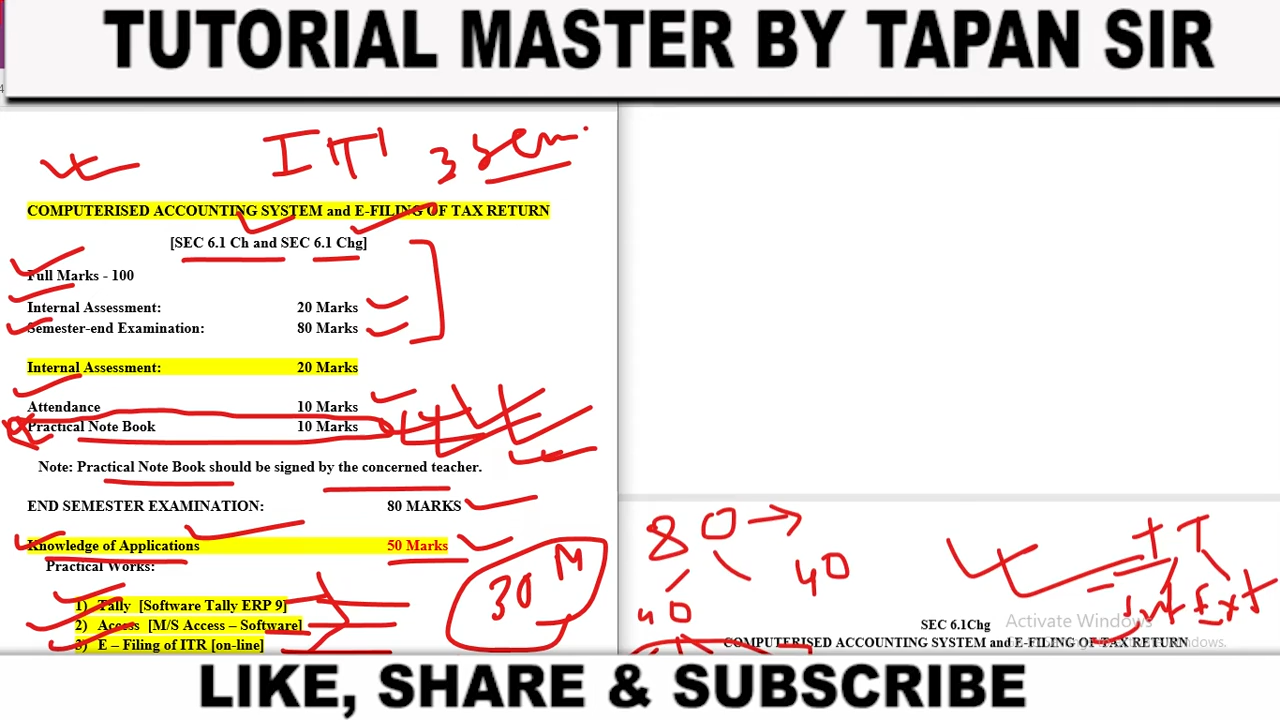 TUTORIAL MASTER BY TAPAN SIR
3 sem
COMPUTERISED ACCOUNTING SYSTEM and E-FILING OF TAX RETURN
[SEC 6.1 Ch and SEC 6.1 Chg]
Full Marks - 100
Internal Assessment: 20 Marks
Semester-end Examination: 80 Marks
Internal Assessment: 20 Marks
Attendance 10 Marks
Practical Note Book 10 Marks
Note: Practical Note Book should be signed by the concerned teacher.
END SEMESTER EXAMINATION: 80 MARKS
Knowledge of Applications 50 Marks
Practical Works:
30 M
1) Tally [Software Tally ERP 9]
2) Access [M/S Access – Software]
3) E – Filing of ITR [on-line]
80 →
40 40
Int Ext
Activate Windows
SEC 6.1Chg
COMPUTERISED ACCOUNTING SYSTEM and E-FILING OF TAX RETURN
LIKE, SHARE & SUBSCRIBE